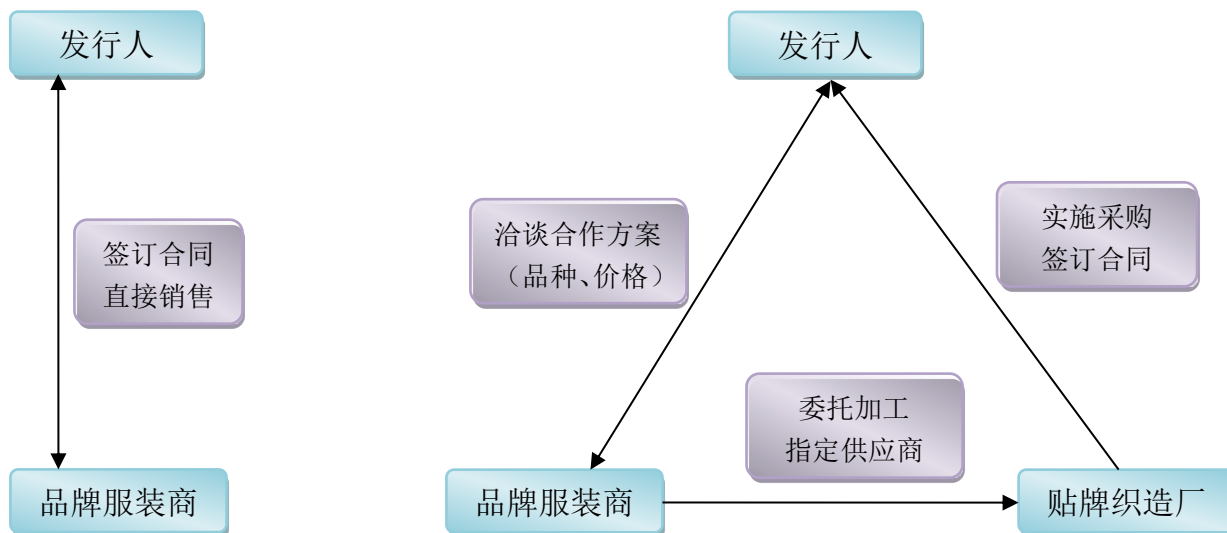 发行人
发行人
签订合同
直接销售
洽谈合作方案
（品种、价格）
实施采购
签订合同
委托加工
指定供应商
品牌服装商
品牌服装商
贴牌织造厂